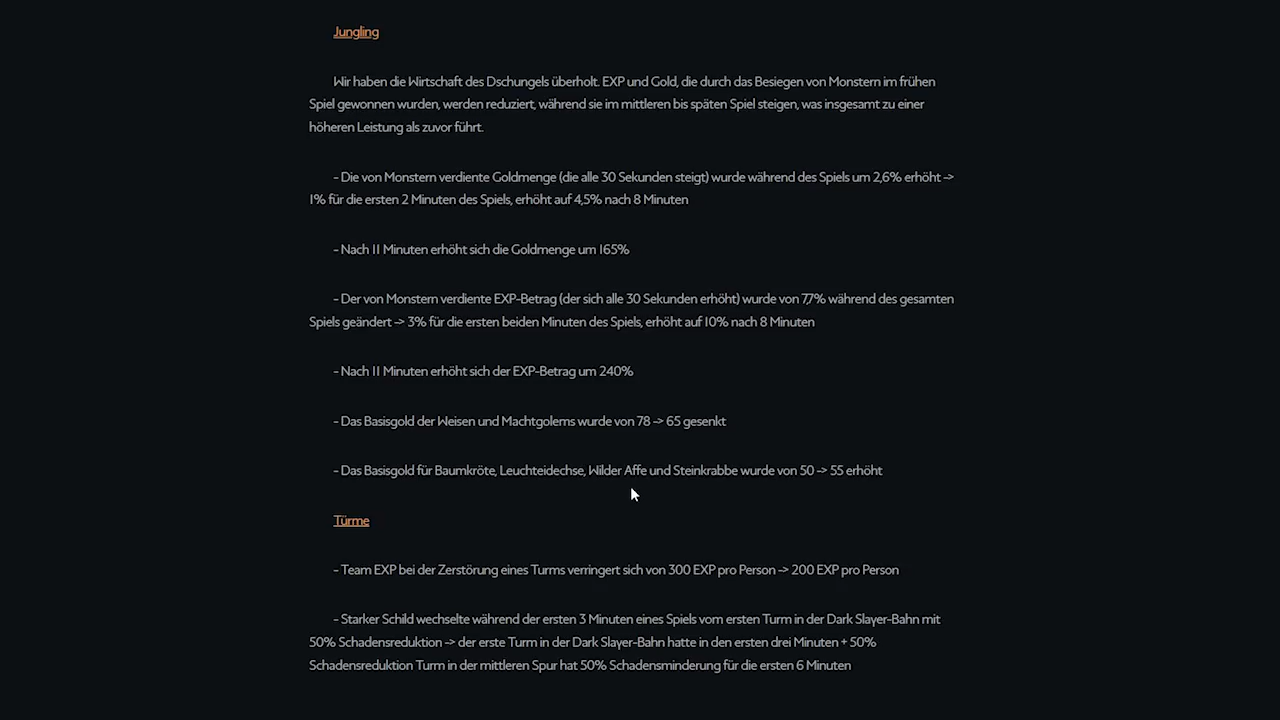 Jungling
Wir haben die Wirtschaft des Dschungels überholt. EXP und Gold, die durch das Besiegen von Monstern im frühen
Spiel gewonnen wurden, werden reduziert, während sie im mittleren bis späten Spiel steigen, was insgesamt zu einer
höheren Leistung als zuvor führt.
- Die von Monstern verdiente Goldmenge (die alle 30 Sekunden steigt) wurde während des Spiels um 2,6% erhöht ->
1% für die ersten 2 Minuten des Spiels, erhöht auf 4,5% nach 8 Minuten
- Nach 11 Minuten erhöht sich die Goldmenge um 165%
- Der von Monstern verdiente EXP-Betrag (der sich alle 30 Sekunden erhöht) wurde von 7,7% während des gesamten
Spiels geändert -> 3% für die ersten beiden Minuten des Spiels, erhöht auf 10% nach 8 Minuten
- Nach 11 Minuten erhöht sich der EXP-Betrag um 240%
- Das Basisgold der Weisen und Machtgolems wurde von 78 -> 65 gesenkt
- Das Basisgold für Baumkröte, Leuchteidechse, Wilder Affe und Steinkrabbe wurde von 50 -> 55 erhöht
Türme
- Team EXP bei der Zerstörung eines Turms verringert sich von 300 EXP pro Person -> 200 EXP pro Person
- Starker Schild wechselte während der ersten 3 Minuten eines Spiels vom ersten Turm in der Dark Slayer-Bahn mit
50% Schadensreduktion -> der erste Turm in der Dark Slayer-Bahn hatte in den ersten drei Minuten + 50%
Schadensreduktion Turm in der mittleren Spur hat 50% Schadensminderung für die ersten 6 Minuten